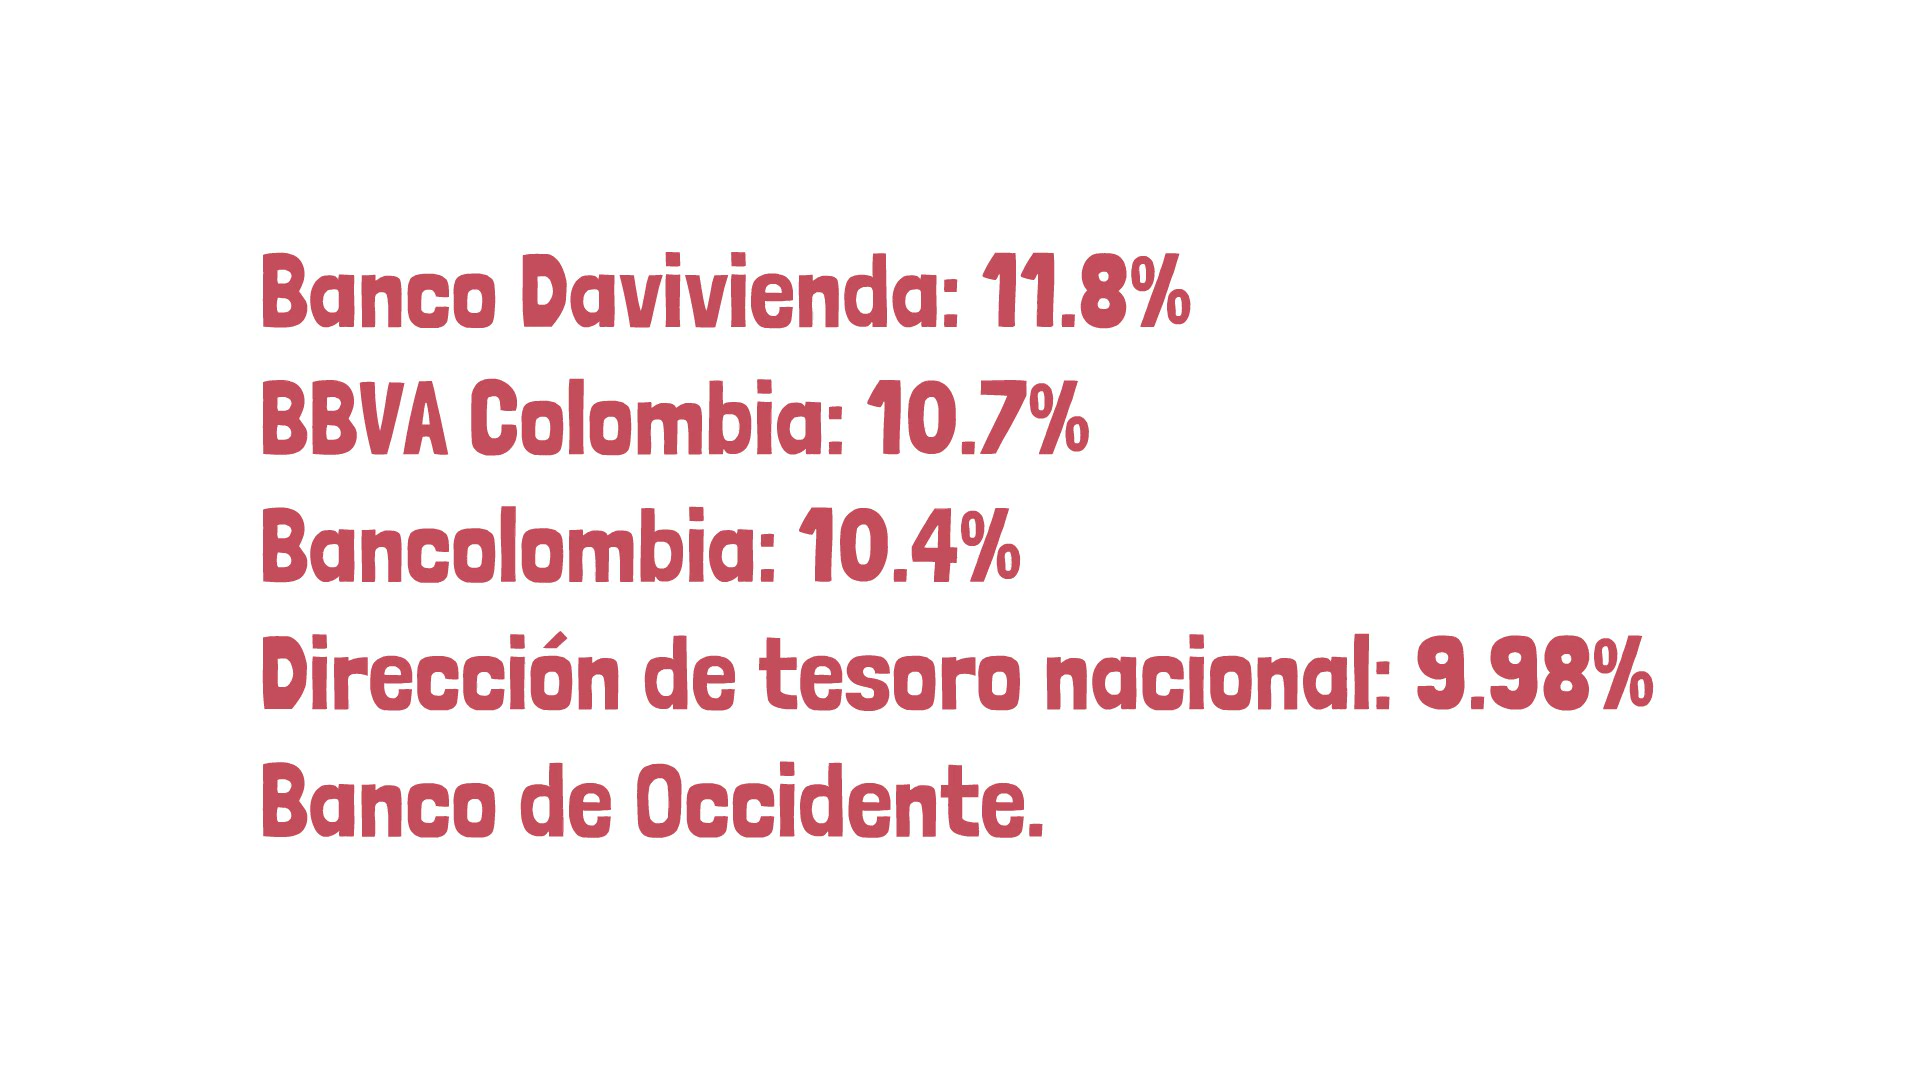 Banco Davivienda: 11.8%
BBVA Colombia: 10.7%
Bancolombia: 10.4%
Dirección de tesoro nacional: 9.98%
Banco de Occidente.